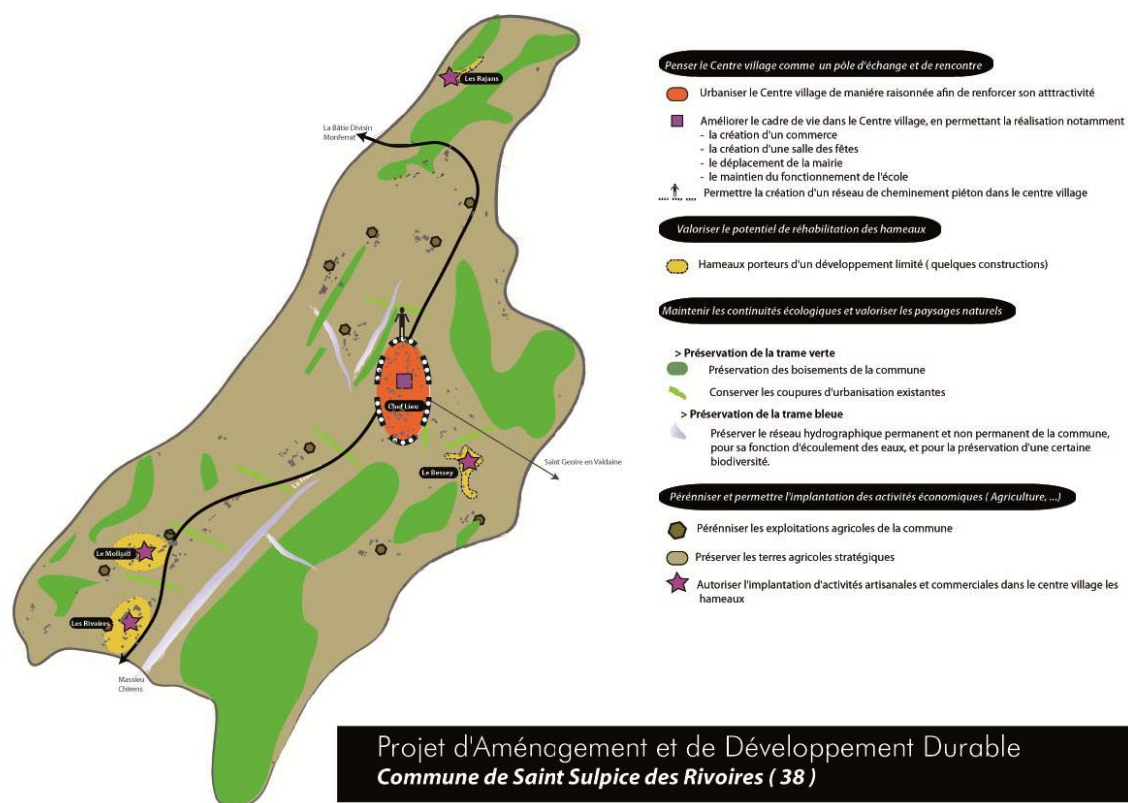 Les Rajans
La Bâtie Divisin
Monferrat
Chef Lieu
Saint Geoire en Valdaine
Le Bessey
Le Molljatt
Les Rivoires
Massieu
Chirens
Penser le Centre village comme un pôle d'échange et de rencontre
Urbaniser le Centre village de maniére raisonnée afin de renforcer son atttractivité
Améliorer le cadre de vie dans le Centre village, en permettant la réalisation notamment
- la création d'un commerce
- la création d'une salle des fêtes
- le déplacement de la mairie
- le maintien du fonctionnement de l'école
Permettre la création d'un réseau de cheminement piéton dans le centre village
Valoriser le potentiel de réhabilitation des hameaux
Hameaux porteurs d'un développement limité ( quelques constructions)
Maintenir les continuités écologiques et valoriser les paysages naturels
> Préservation de la trame verte
Préservation des boisements de la commune
Conserver les coupures d'urbanisation existantes
> Préservation de la trame bleue
Préserver le réseau hydrographique permanent et non permanent de la commune,
pour sa fonction d'écoulement des eaux, et pour la préservation d'une certaine
biodiversité.
Pérénniser et permettre l'implantation des activités économiques ( Agriculture, ...)
Pérénniser les exploitations agricoles de la commune
Préserver les terres agricoles stratégiques
Autoriser l'implantation d'activités artisanales et commerciales dans le centre village les
hameaux
Projet d'Aménagement et de Développement Durable
Commune de Saint Sulpice des Rivoires ( 38 )